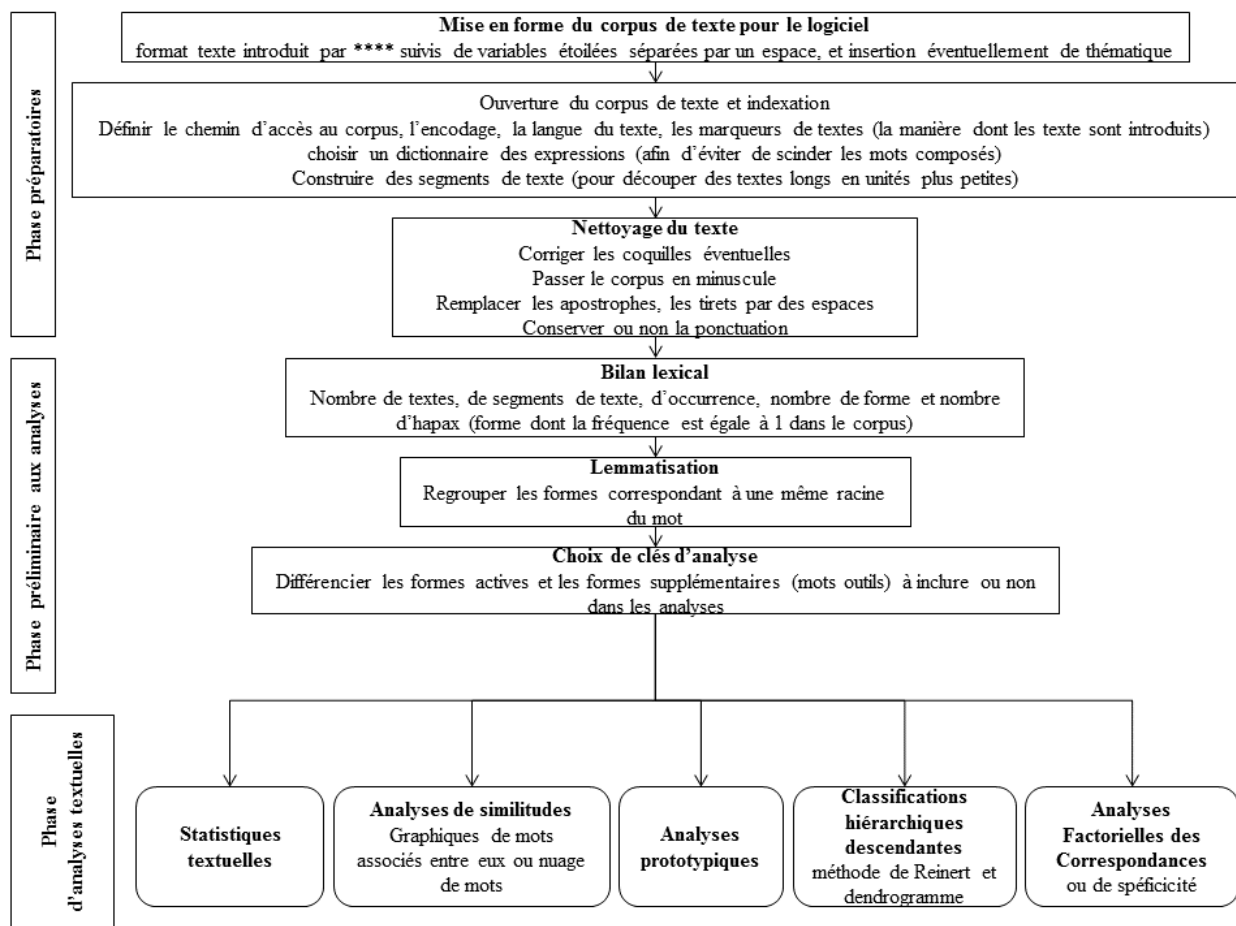 Mise en forme du corpus de texte pour le logiciel
format texte introduit par **** suivis de variables étoilées séparées par un espace, et insertion éventuellement de thématique
Phase préparatoires
Ouverture du corpus de texte et indexation
Définir le chemin d'accès au corpus, l'encodage, la langue du texte, les marqueurs de textes (la manière dont les texte sont introduits)
choisir un dictionnaire des expressions (afin d'éviter de scinder les mots composés)
Construire des segments de texte (pour découper des textes longs en unités plus petites)
Nettoyage du texte
Corriger les coquilles éventuelles
Passer le corpus en minuscule
Remplacer les apostrophes, les tirets par des espaces
Conserver ou non la ponctuation
Phase préliminaire aux analyses
Bilan lexical
Nombre de textes, de segments de texte, d'occurrence, nombre de forme et nombre
d'hapax (forme dont la fréquence est égale à 1 dans le corpus)
Lemmatisation
Regrouper les formes correspondant à une même racine
du mot
Choix de clés d'analyse
Différencier les formes actives et les formes supplémentaires (mots outils) à inclure ou non
dans les analyses
Phase
d'analyses textuelles
Statistiques
textuelles
Analyses de similitudes
Graphiques de mots
associés entre eux ou nuage
de mots
Analyses
prototypiques
Classifications
hiérarchiques
descendantes
méthode de Reinert et
dendrogramme
Analyses
Factorielles des
Correspondances
ou de spéficicité